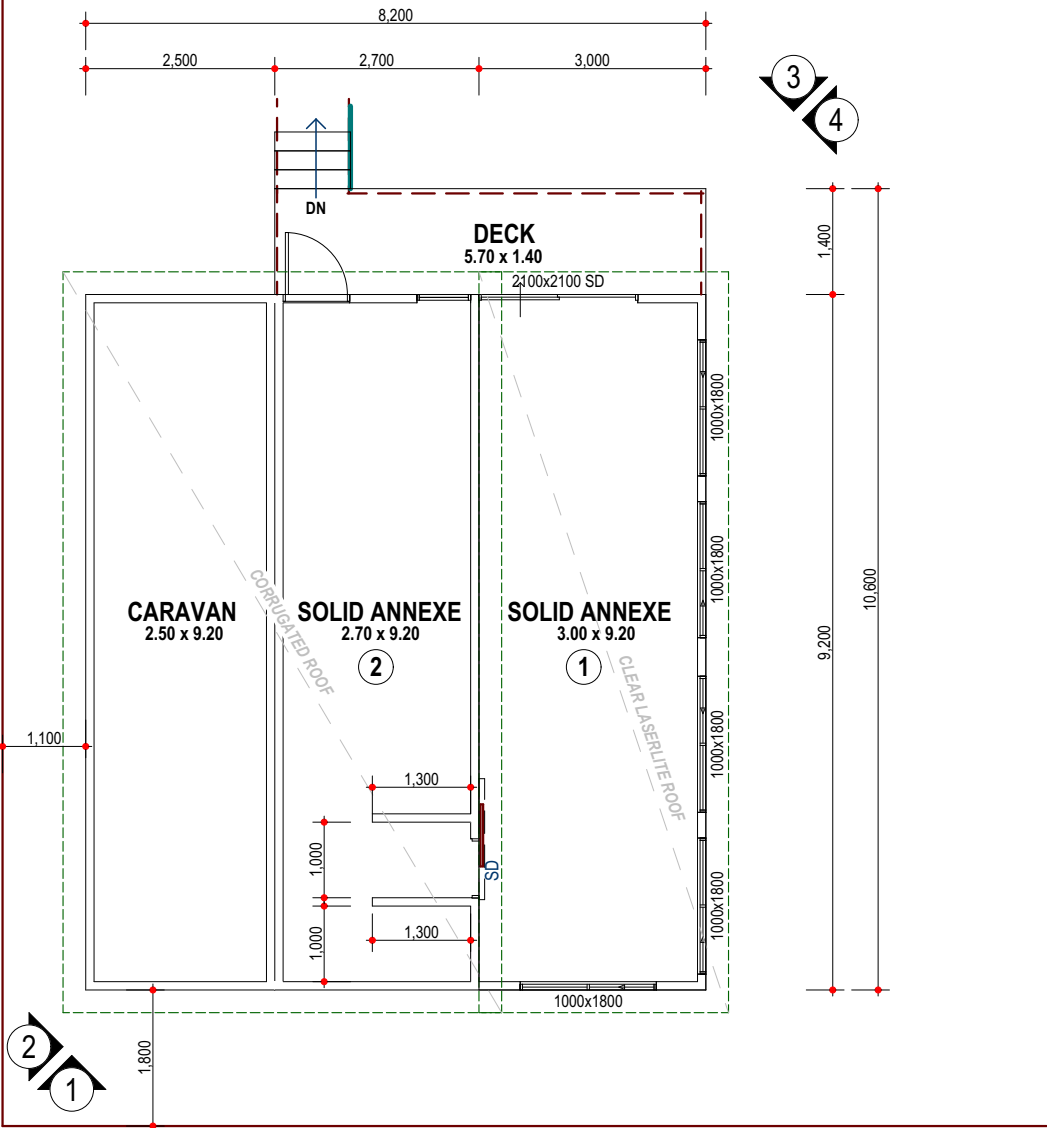 8,200
2,500
2,700
3,000
3
4
DN
DECK
5.70 x 1.40
2100x2100 SD
1,400
1000x1800
1000x1800
10,600
9,200
CARAVAN
2.50 x 9.20
SOLID ANNEXE
2.70 x 9.20
2
SOLID ANNEXE
3.00 x 9.20
1
CORRUGATED ROOF
CLEAR LASERLITE ROOF
1000x1800
1,100
1,300
1,000
SD
1000x1800
1,300
1,000
1000x1800
1,800
2
1